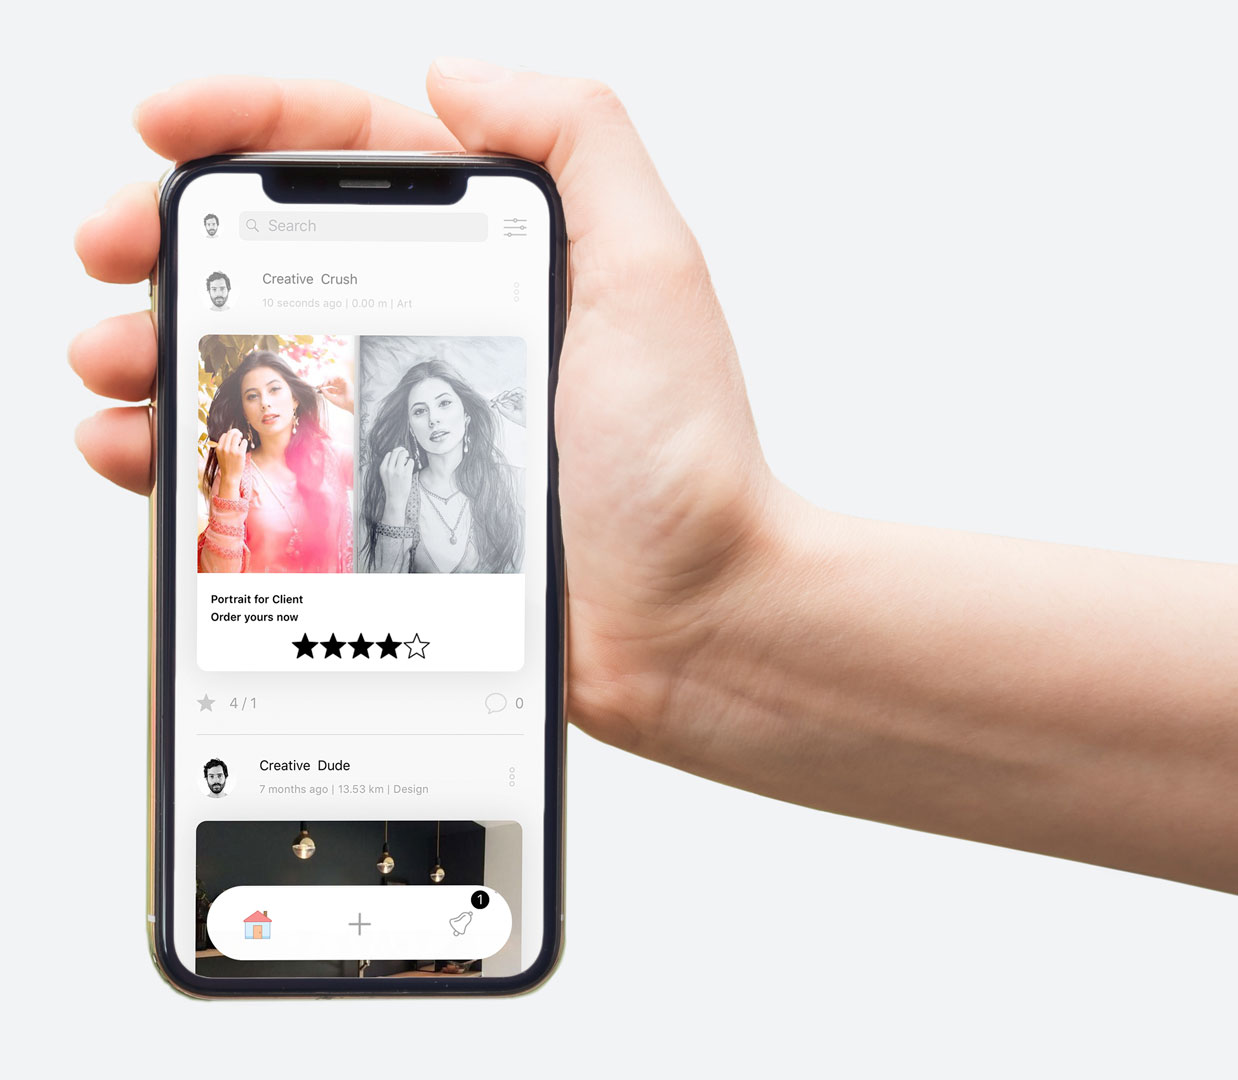 Search
Creative Crush
10 seconds ago | 0.00 m | Art
Portrait for Client
Order yours now
4 / 1
0
Creative Dude
7 months ago | 13.53 km | Design
1